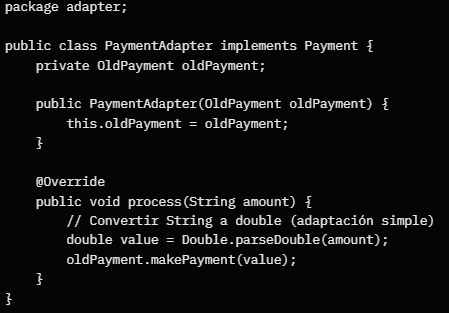 package adapter;
public class PaymentAdapter implements Payment {
    private OldPayment oldPayment;
    public PaymentAdapter(OldPayment oldPayment) {
        this.oldPayment = oldPayment;
    }
    @Override
    public void process(String amount) {
        // Convertir String a double (adaptación simple)
        double value = Double.parseDouble(amount);
        oldPayment.makePayment(value);
    }
}